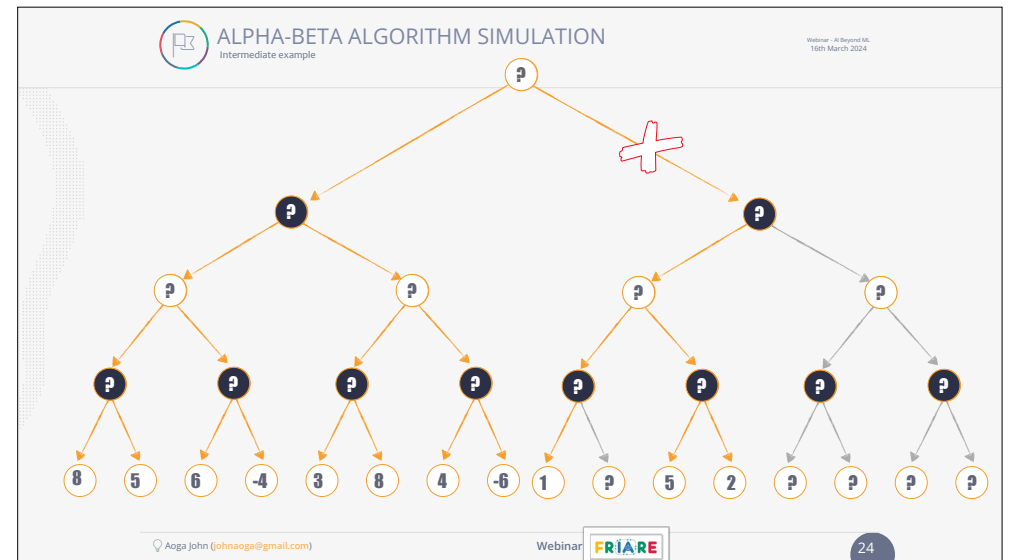 ALPHA-BETA ALGORITHM SIMULATION
Intermediate example
Webinar - AI Beyond ML
16th March 2024
?
? ?
? ? ? ?
? ? ? ? ? ? ? ?
8 5 6 -4 3 8 4 -6 1 ? 5 2 ? ? ? ?
Aoga John (johnaoga@gmail.com)
Webinar
FRIARE
24